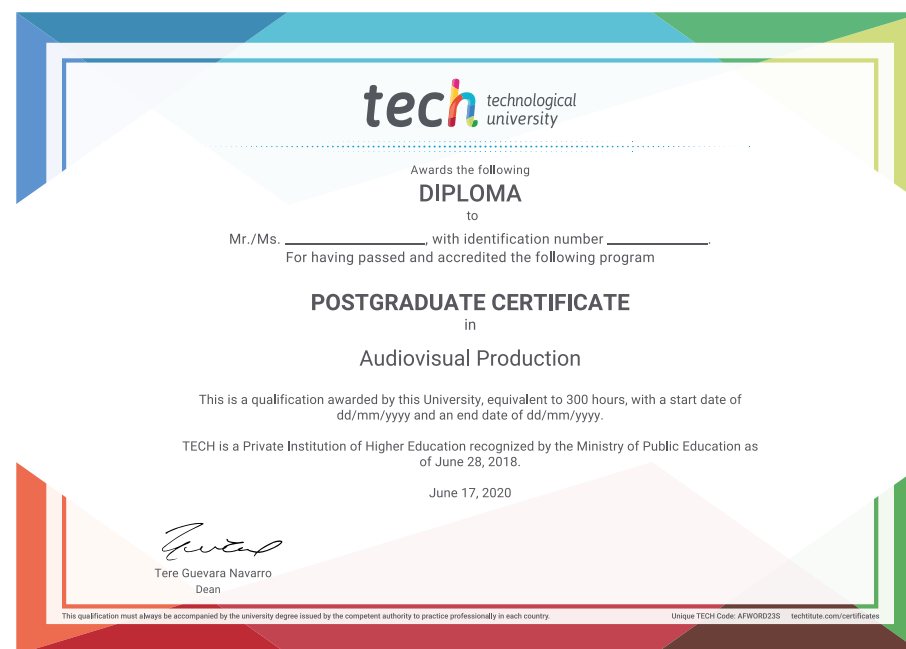 tech technological
university
Awards the following
DIPLOMA
to
Mr./Ms. ____________, with identification number ____________.
For having passed and accredited the following program
POSTGRADUATE CERTIFICATE
in
Audiovisual Production
This is a qualification awarded by this University, equivalent to 300 hours, with a start date of
dd/mm/yyyy and an end date of dd/mm/yyyy.
TECH is a Private Institution of Higher Education recognized by the Ministry of Public Education as
of June 28, 2018.
June 17, 2020
Tere Guevara Navarro
Dean
This qualification must always be accompanied by the university degree issued by the competent authority to practice professionally in each country.
Unique TECH Code: AFWORD23S techtitute.com/certificates